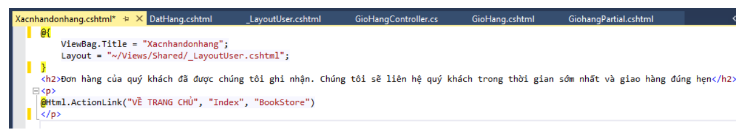 Xacnhandonhang.cshtml* DatHang.cshtml _LayoutUser.cshtml GioHangController.cs GioHang.cshtml GiohangPartial.cshtml
@{
ViewBag.Title = "Xacnhandonhang";
Layout = "~/Views/Shared/_LayoutUser.cshtml";
}
<h2>Đơn hàng của quý khách đã được chúng tôi ghi nhận. Chúng tôi sẽ liên hệ quý khách trong thời gian sớm nhất và giao hàng đúng hẹn</h2>
<p>
@Html.ActionLink("VỀ TRANG CHỦ", "Index", "BookStore")
</p>